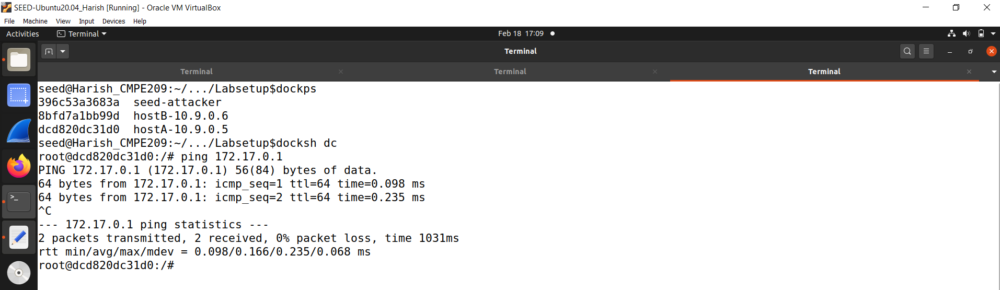 SEED-Ubuntu20.04_Harish [Running] - Oracle VM VirtualBox
File Machine View Input Devices Help
Activities Terminal Feb 18 17:09
Terminal
Terminal Terminal Terminal
seed@Harish_CMPE209:~/.../Labsetup$dockps
396c53a3683a  seed-attacker
8bfd7a1bb99d  hostB-10.9.0.6
dcd820dc31d0  hostA-10.9.0.5
seed@Harish_CMPE209:~/.../Labsetup$docksh dc
root@dcd820dc31d0:/# ping 172.17.0.1
PING 172.17.0.1 (172.17.0.1) 56(84) bytes of data.
64 bytes from 172.17.0.1: icmp_seq=1 ttl=64 time=0.098 ms
64 bytes from 172.17.0.1: icmp_seq=2 ttl=64 time=0.235 ms
^C
--- 172.17.0.1 ping statistics ---
2 packets transmitted, 2 received, 0% packet loss, time 1031ms
rtt min/avg/max/mdev = 0.098/0.166/0.235/0.068 ms
root@dcd820dc31d0:/#